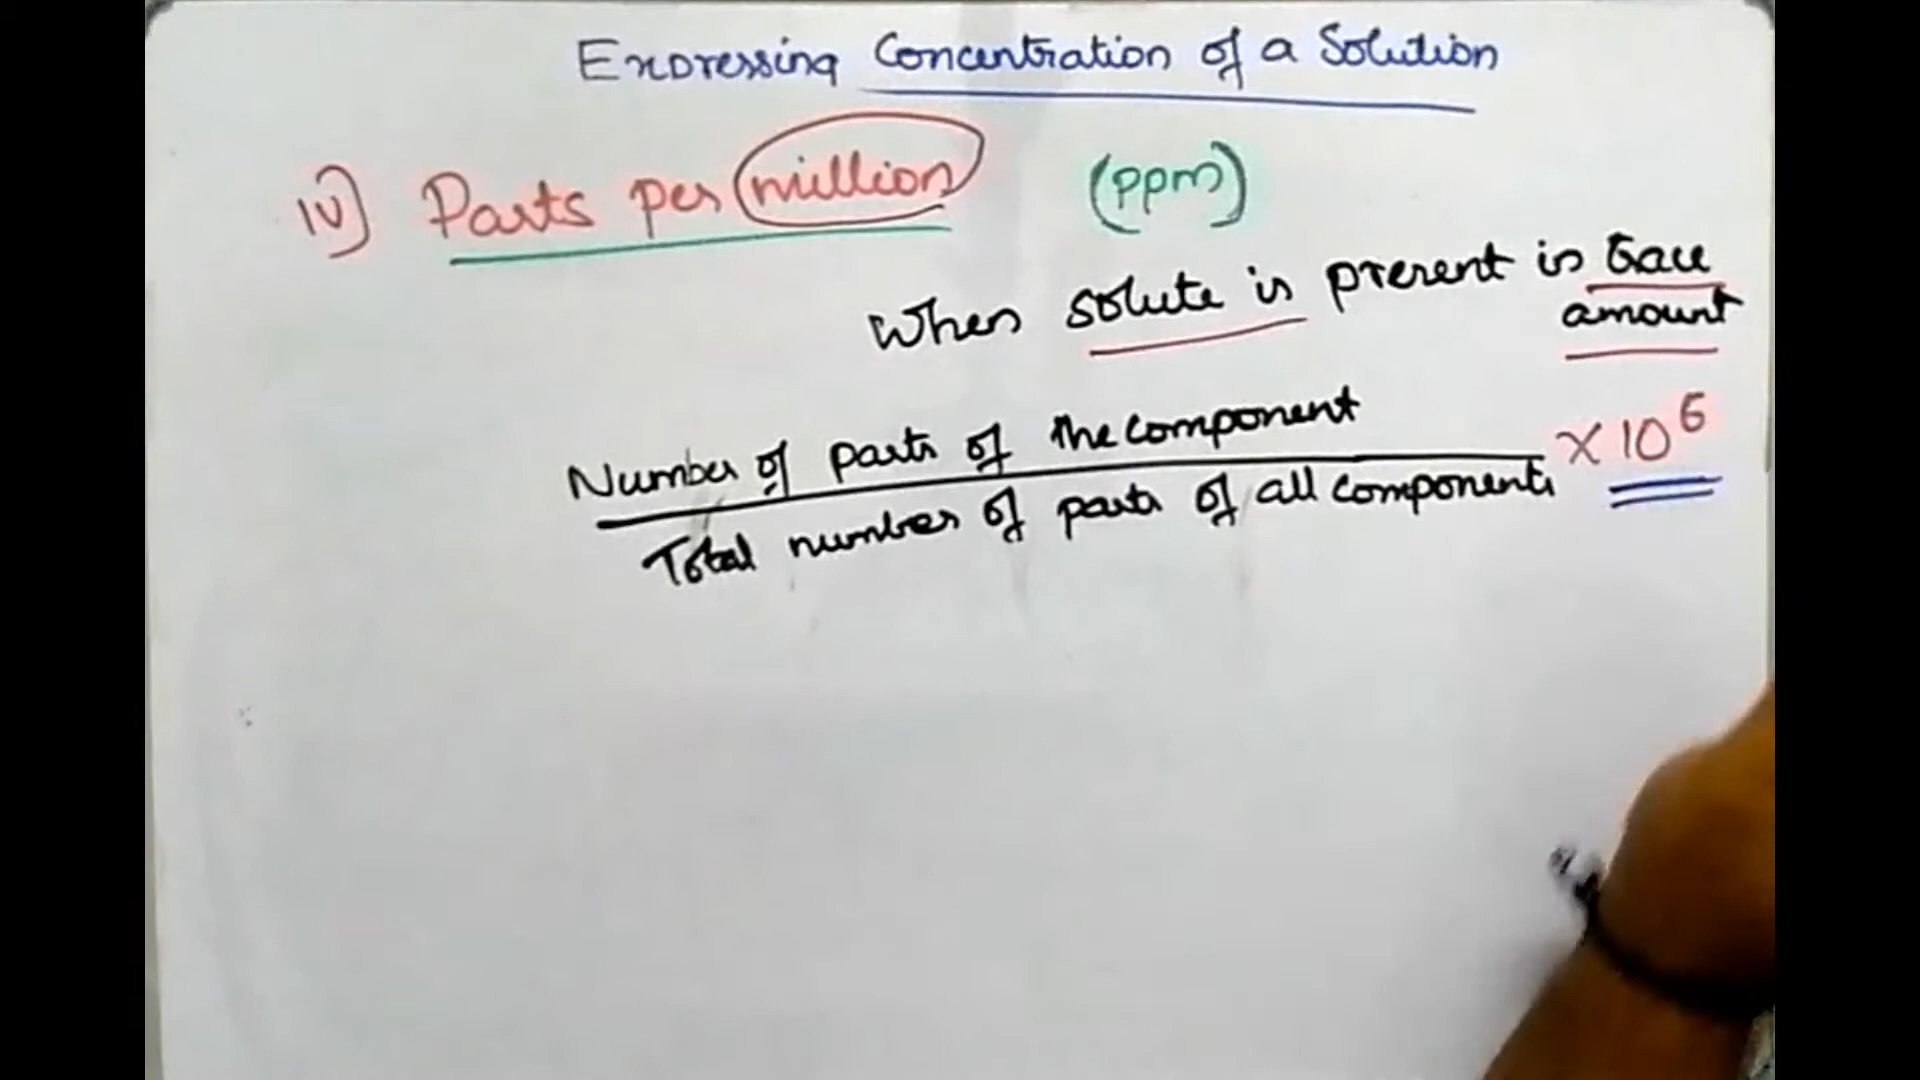 Expressing Concentration of a Solution
iv) Parts per million (ppm)
When solute is present in trace
amount
Number of parts of the component × 10⁶
Total number of parts of all components